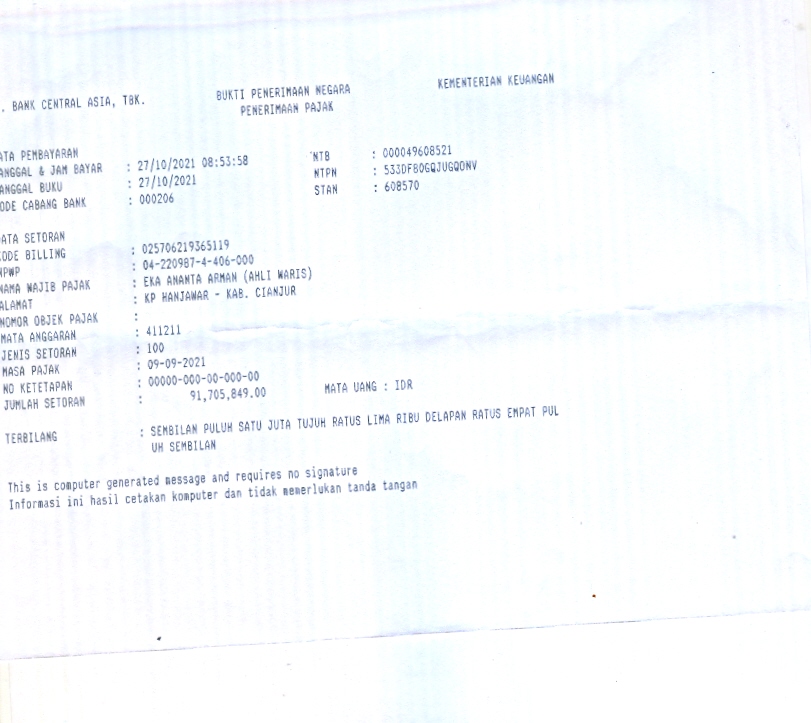 . BANK CENTRAL ASIA, TBK.
BUKTI PENERIMAAN NEGARA
PENERIMAAN PAJAK
KEMENTERIAN KEUANGAN
ATA PEMBAYARAN
ANGGAL & JAM BAYAR : 27/10/2021 08:53:58
ANGGAL BUKU : 27/10/2021
ODE CABANG BANK : 000206
NTB : 000049608521
NTPN : 533DF8OGQJUGQONV
STAN : 608570
ATA SETORAN
KODE BILLING : 025706219365119
NPWP : 04-220987-4-406-000
NAMA WAJIB PAJAK : EKA ANANTA ARMAN (AHLI WARIS)
ALAMAT : KP HANJAWAR - KAB. CIANJUR
NOMOR OBJEK PAJAK :
MATA ANGGARAN : 411211
JENIS SETORAN : 100
MASA PAJAK : 09-09-2021
NO KETETAPAN : 00000-000-00-000-00
JUMLAH SETORAN : 91,705,849.00 MATA UANG : IDR
TERBILANG : SEMBILAN PULUH SATU JUTA TUJUH RATUS LIMA RIBU DELAPAN RATUS EMPAT PUL
UH SEMBILAN
This is computer generated message and requires no signature
Informasi ini hasil cetakan komputer dan tidak memerlukan tanda tangan